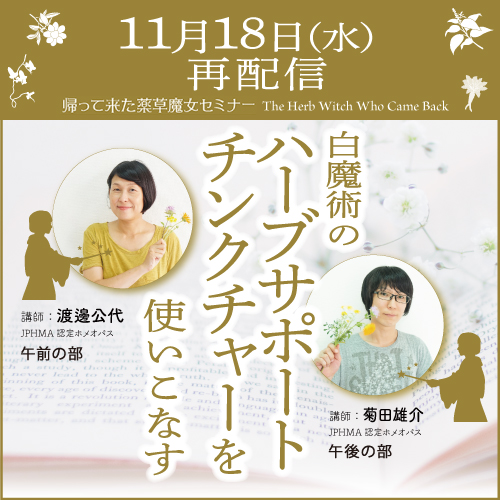 11月18日(水)
再配信
帰って来た薬草魔女セミナー The Herb Witch Who Came Back
白魔術の
ハーブサポート
チンクチャーを
使いこなす
講師：渡邊公代
JPHMA 認定ホメオパス
午前の部
講師：菊田雄介
JPHMA 認定ホメオパス
午後の部